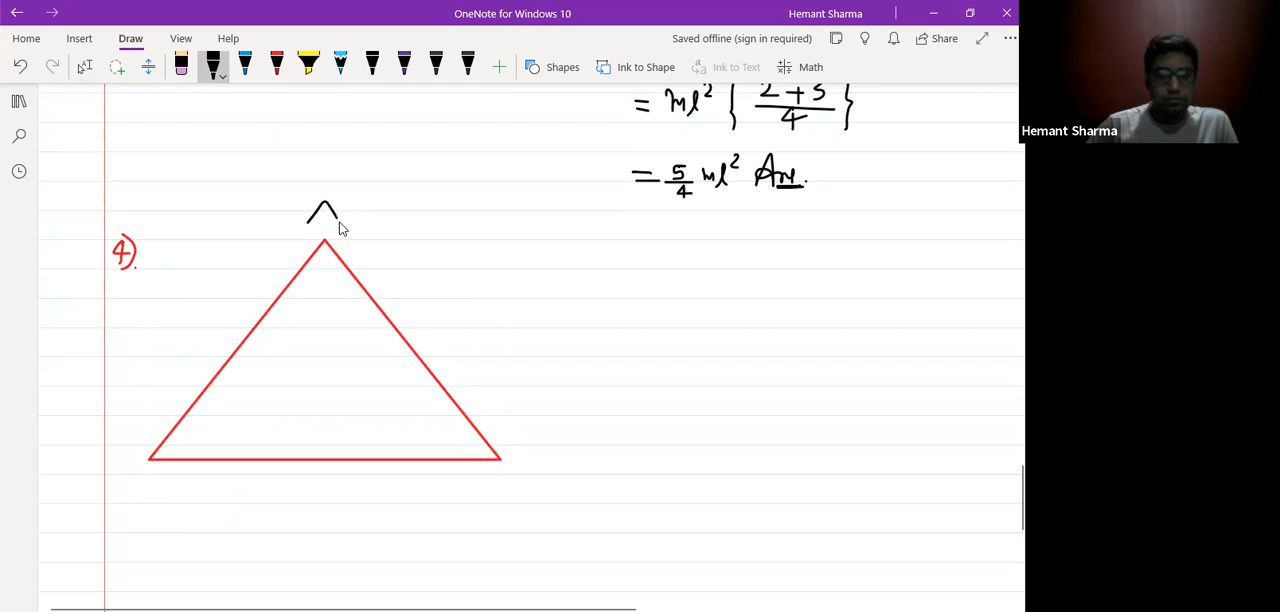 OneNote for Windows 10
Hemant Sharma
Home Insert Draw View Help
Saved offline (sign in required)
Share
Shapes
Ink to Shape
Ink to Text
Math
Hemant Sharma
= ml² { (2+3)/4 }
= 5/4 ml² Ans.
4).